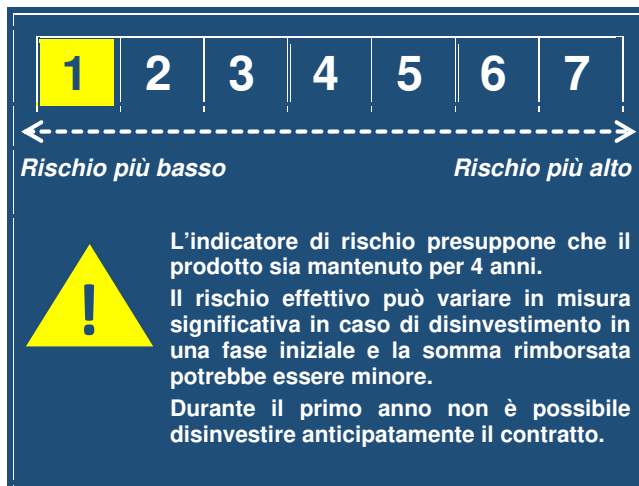 1 2 3 4 5 6 7
Rischio più basso Rischio più alto
!
L'indicatore di rischio presuppone che il
prodotto sia mantenuto per 4 anni.
Il rischio effettivo può variare in misura
significativa in caso di disinvestimento in
una fase iniziale e la somma rimborsata
potrebbe essere minore.
Durante il primo anno non è possibile
disinvestire anticipatamente il contratto.